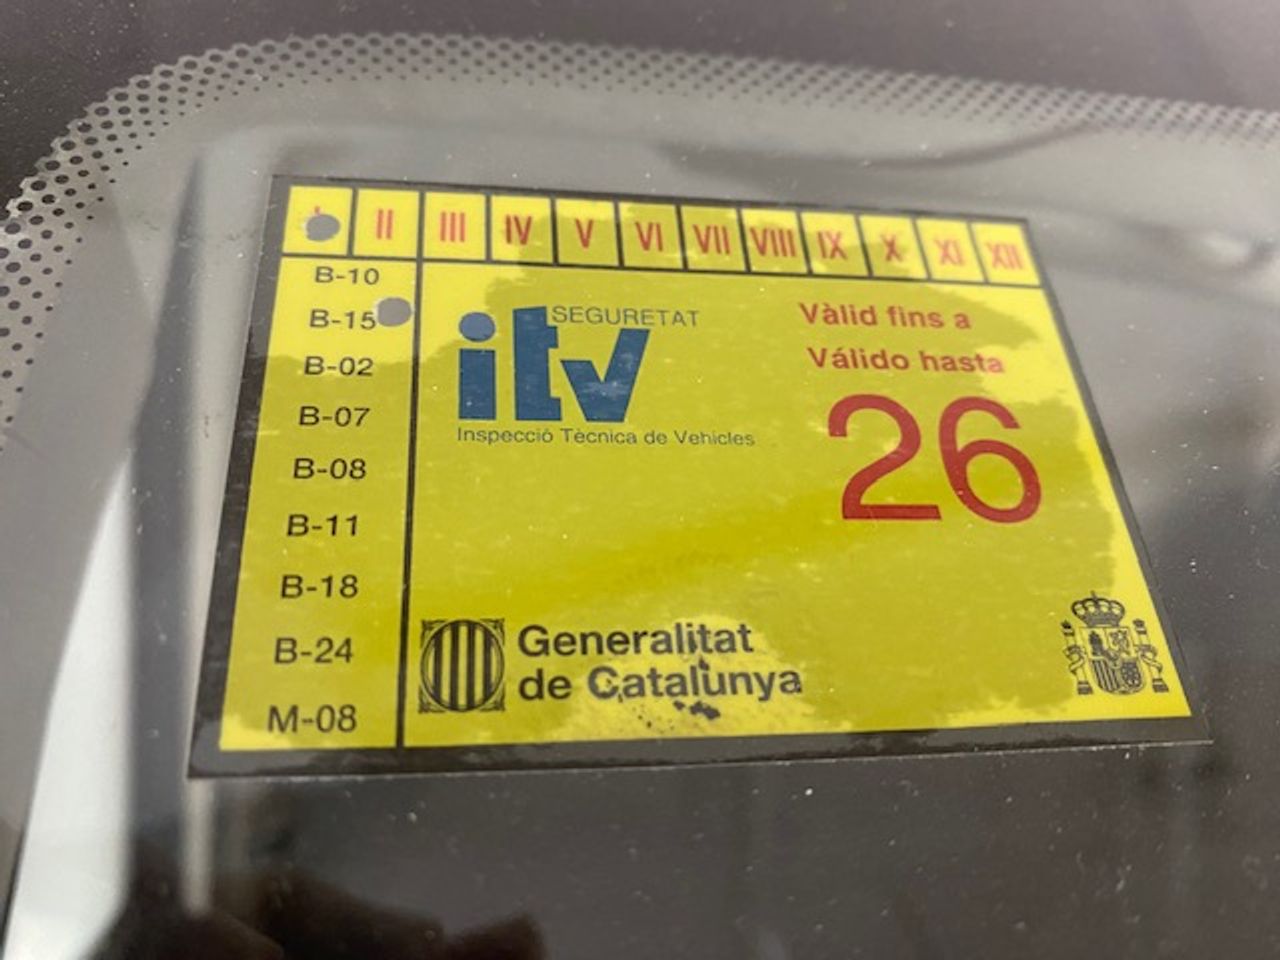 I II III IV V VI VII VIII IX X XI XII
B-10
B-15
B-02
B-07
B-08
B-11
B-18
B-24
M-08
SEGURETAT
itv
Inspecció Tècnica de Vehicles
Vàlid fins a
Válido hasta
26
Generalitat
de Catalunya